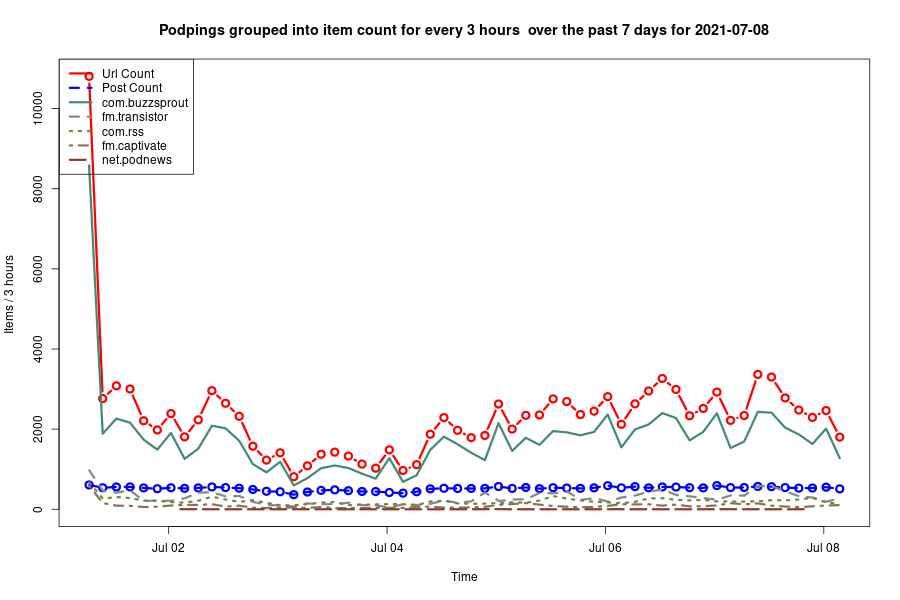 Podpings grouped into item count for every 3 hours  over the past 7 days for 2021-07-08
Url Count
Post Count
com.buzzsprout
fm.transistor
com.rss
fm.captivate
net.podnews
Items / 3 hours
10000
8000
6000
4000
2000
0
Jul 02
Jul 04
Jul 06
Jul 08
Time